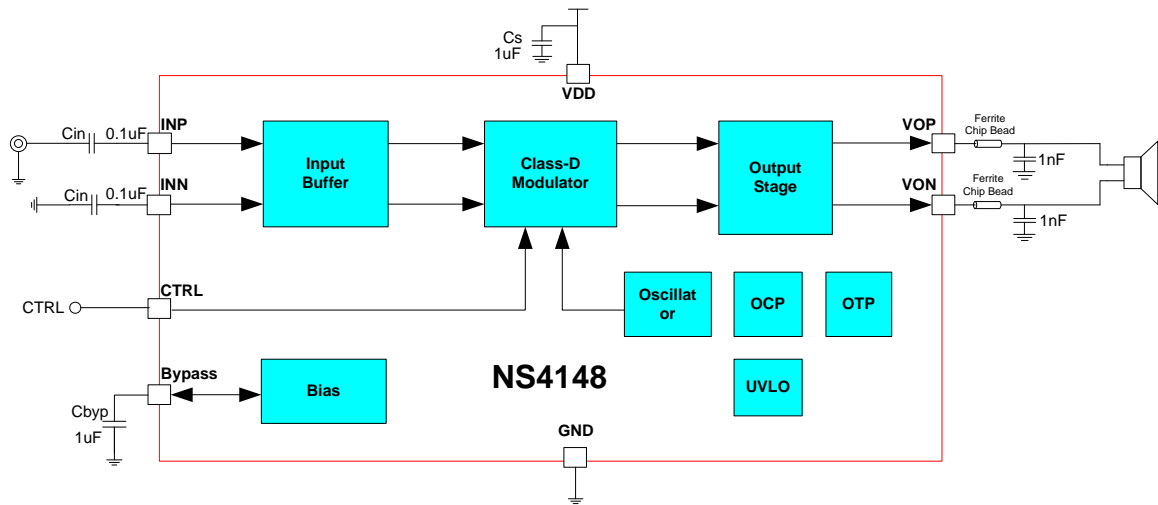 Cs
1uF
VDD
Cin 0.1uF
INP
Input
Buffer
Class-D
Modulator
Output
Stage
VOP
Ferrite
Chip Bead
1nF
Cin 0.1uF
INN
VON
Ferrite
Chip Bead
1nF
CTRL
CTRL
Oscillat
or
OCP
OTP
Bypass
Bias
NS4148
UVLO
Cbyp
1uF
GND